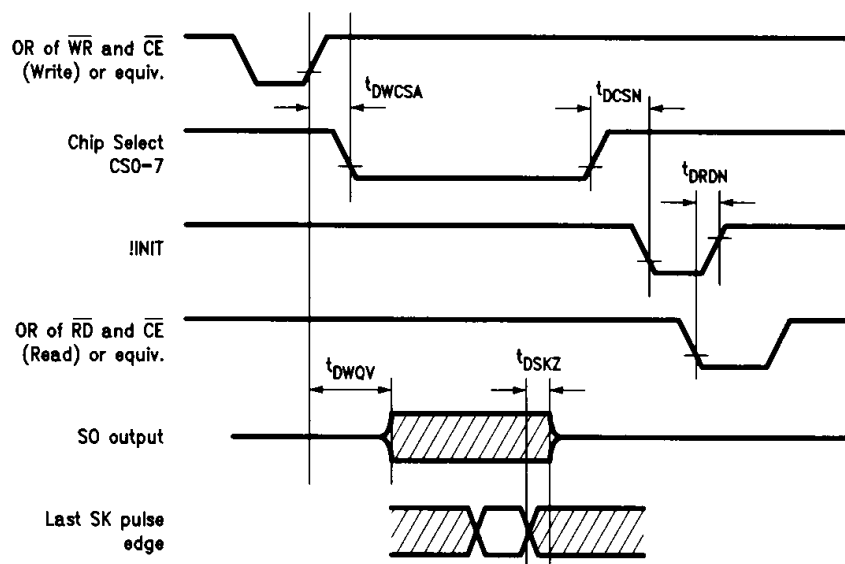 OR of WR and CE
(Write) or equiv.
tDWCSA
tDCSN
Chip Select
CS0-7
tDRDN
!INIT
OR of RD and CE
(Read) or equiv.
tDWQV
tDSKZ
SO output
Last SK pulse
edge